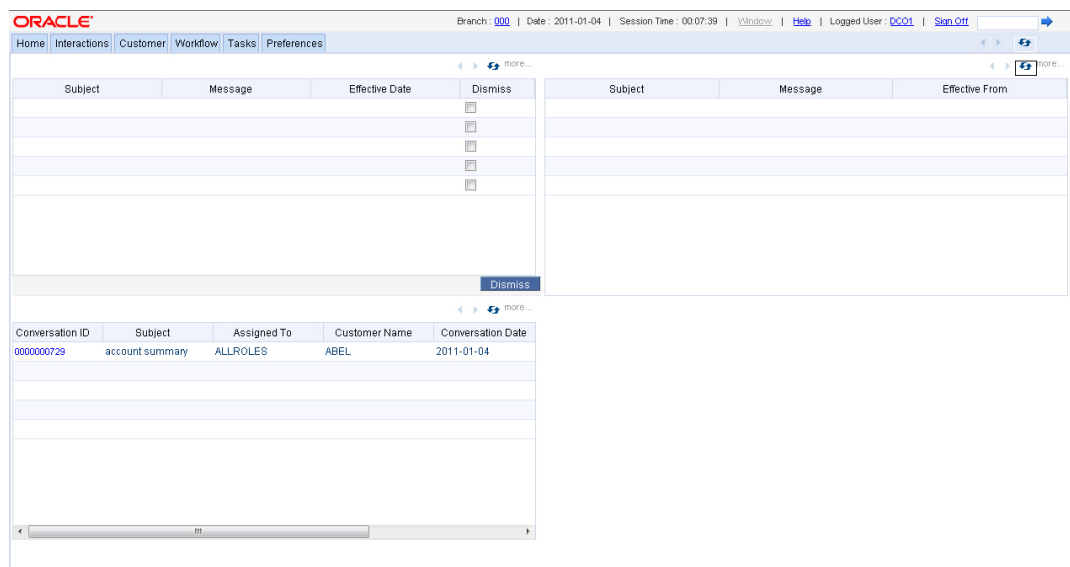 ORACLE
Branch : 000 | Date : 2011-01-04 | Session Time : 00:07:39 | Window | Help | Logged User : DCO1 | Sign Off
Home Interactions Customer Workflow Tasks Preferences
more...
more...
Subject Message Effective Date Dismiss
Subject Message Effective From
Dismiss
more...
Conversation ID Subject Assigned To Customer Name Conversation Date
0000000729 account summary ALLROLES ABEL 2011-01-04